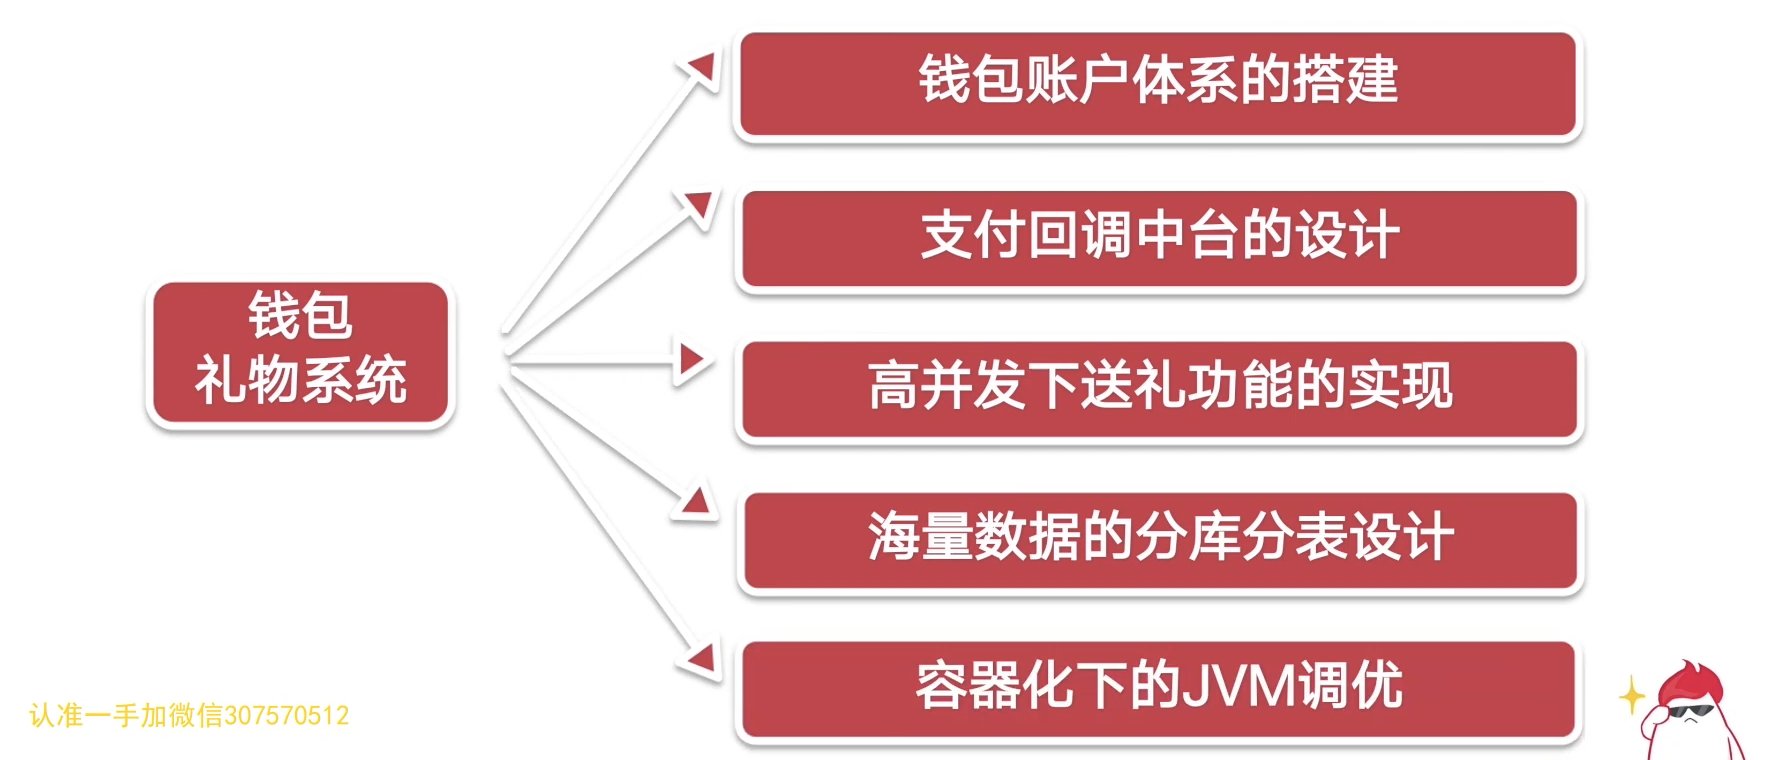 钱包账户体系的搭建
支付回调中台的设计
钱包
礼物系统
高并发下送礼功能的实现
海量数据的分库分表设计
容器化下的JVM调优
认准一手加微信307570512